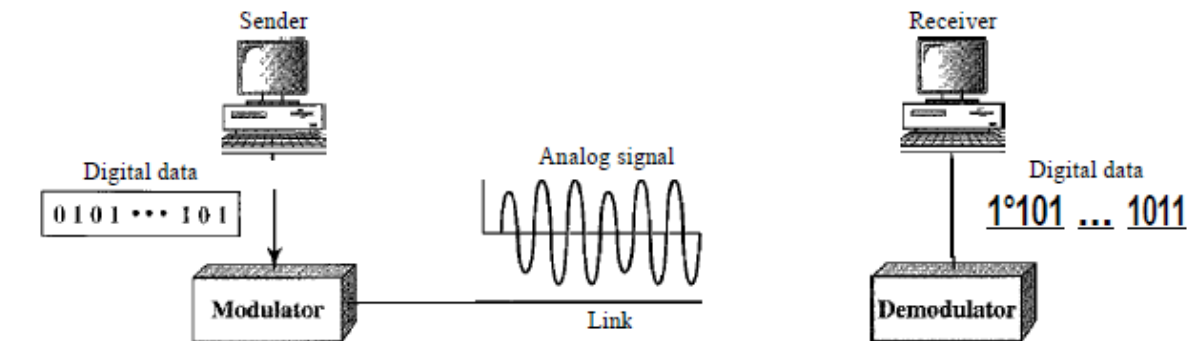 Sender
Receiver
Digital data
0101 ••• 101
Analog signal
Digital data
1°101 ... 1011
Modulator
Link
Demodulator